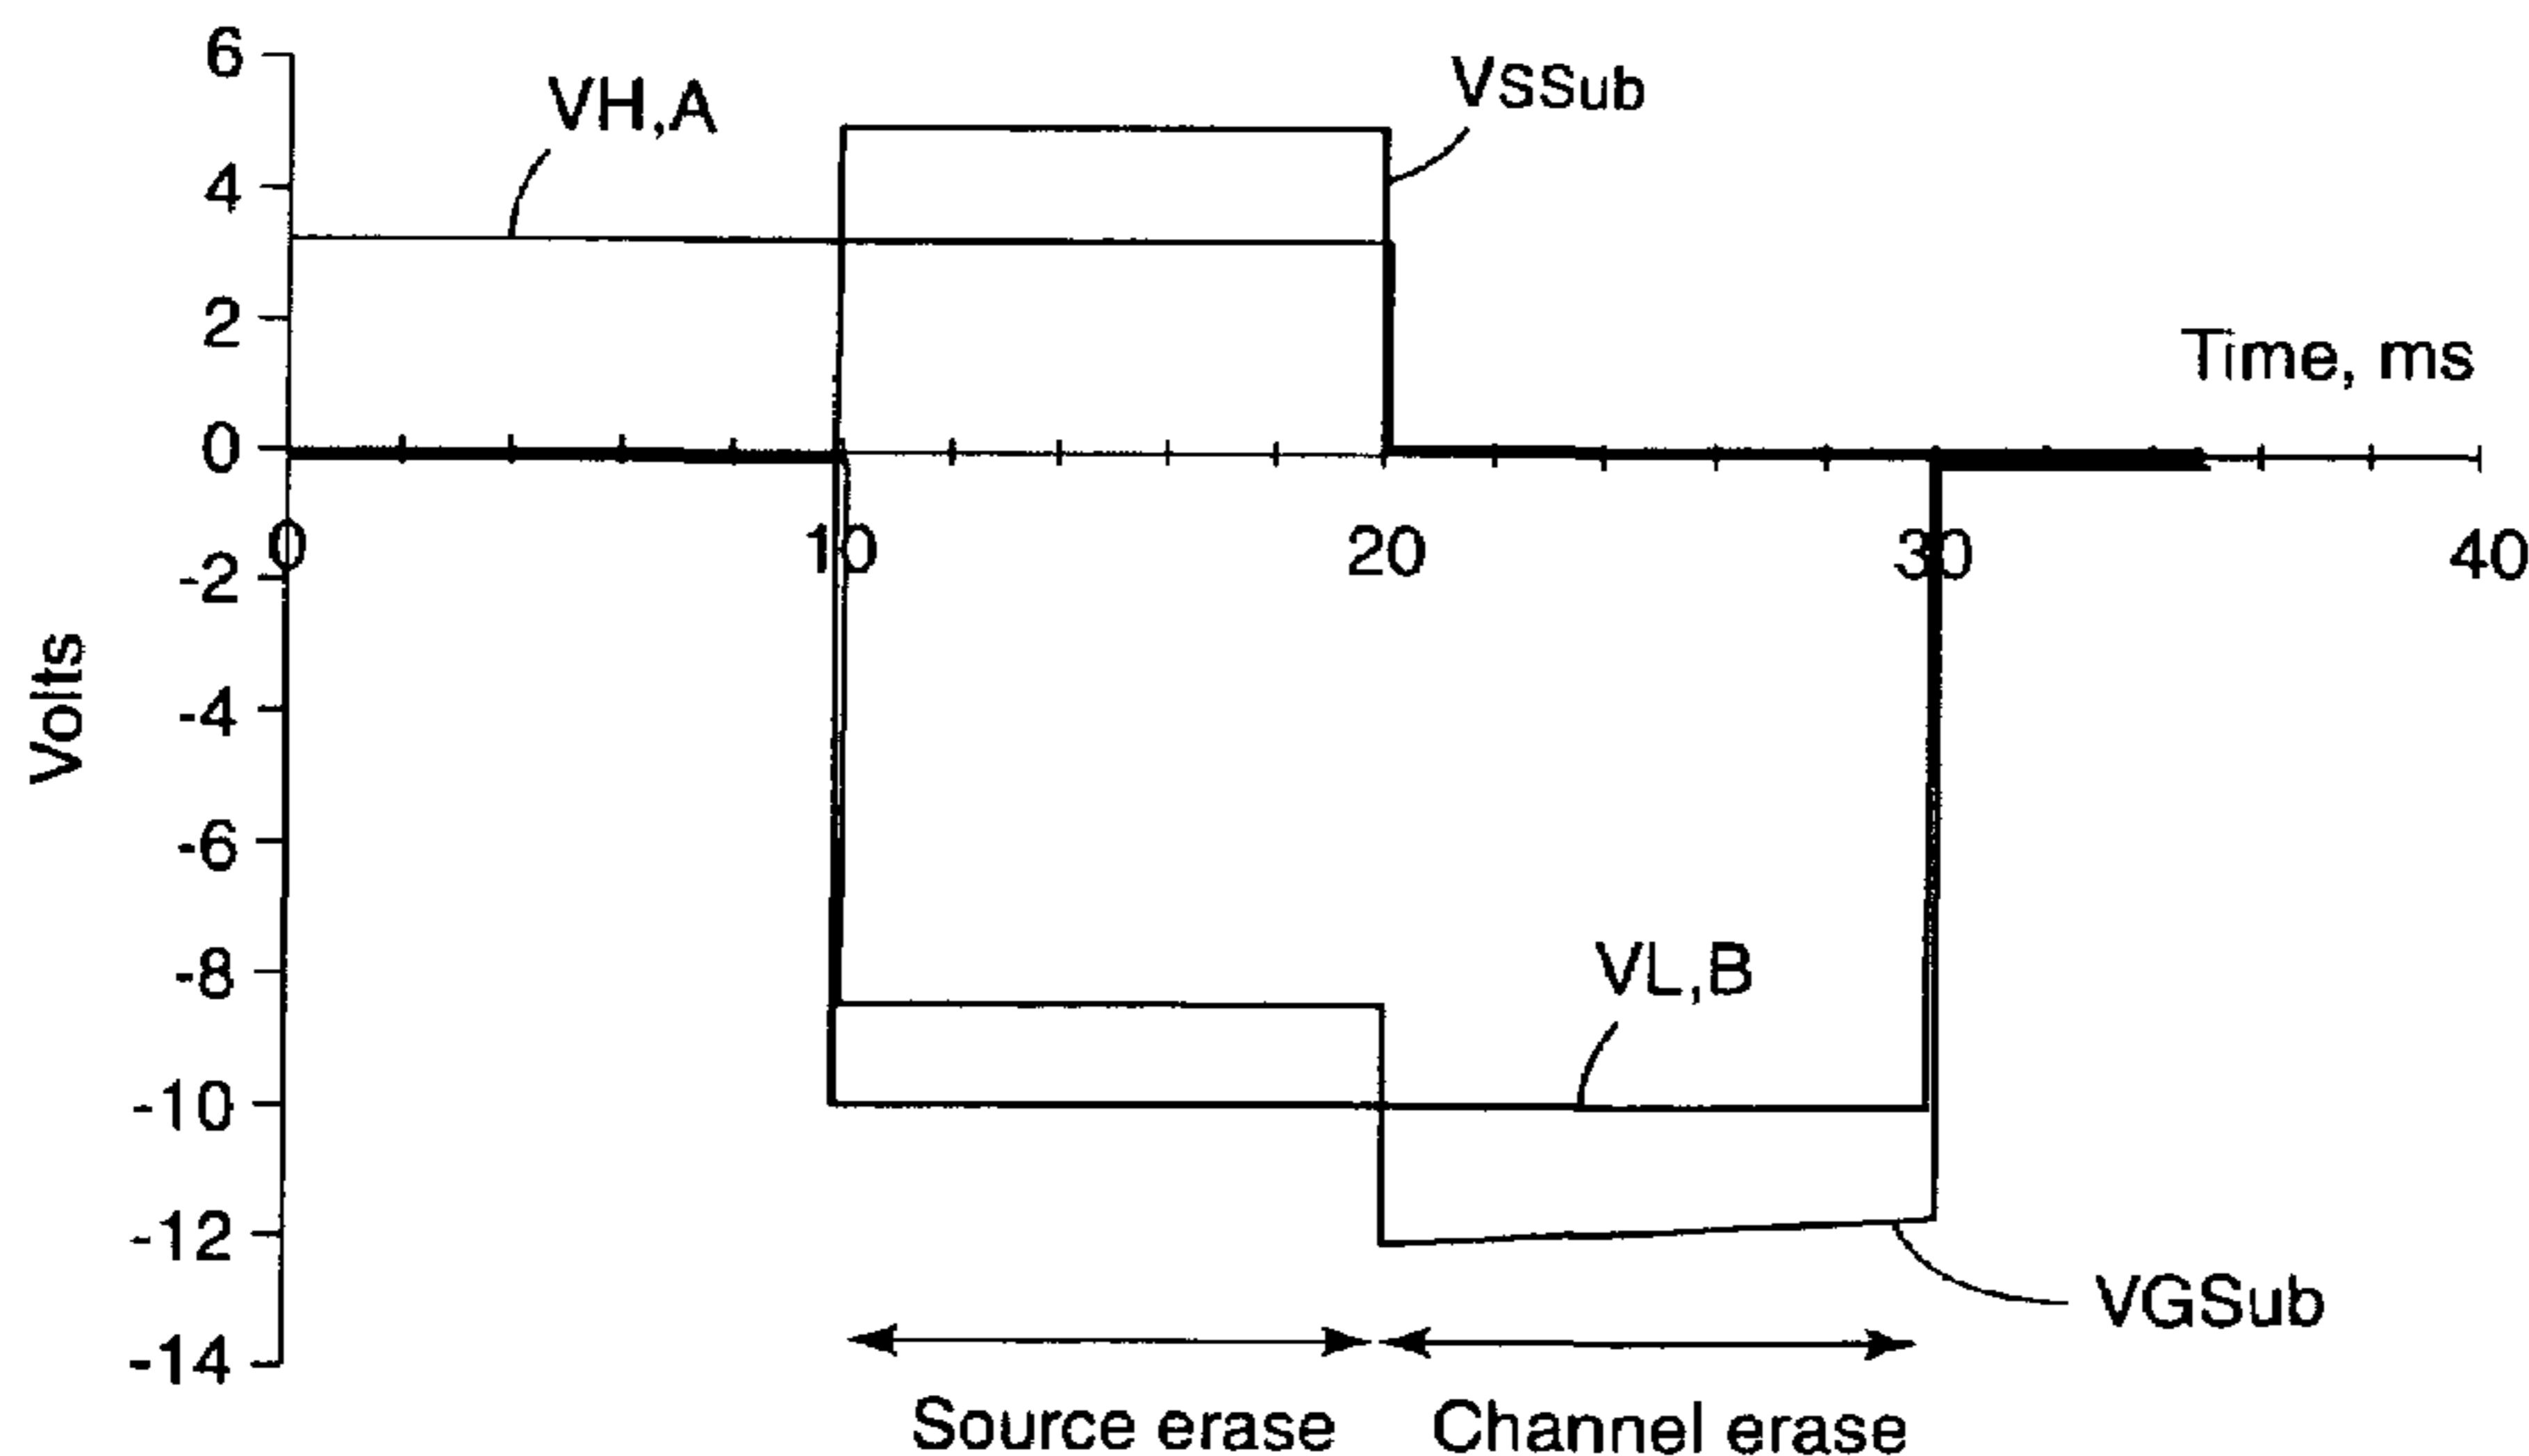 6
VH,A
VSSub
4
2
Time, ms
0
0
10
20
30
40
-2
Volts
-4
-6
-8
VL,B
-10
-12
VGSub
-14
Source erase
Channel erase